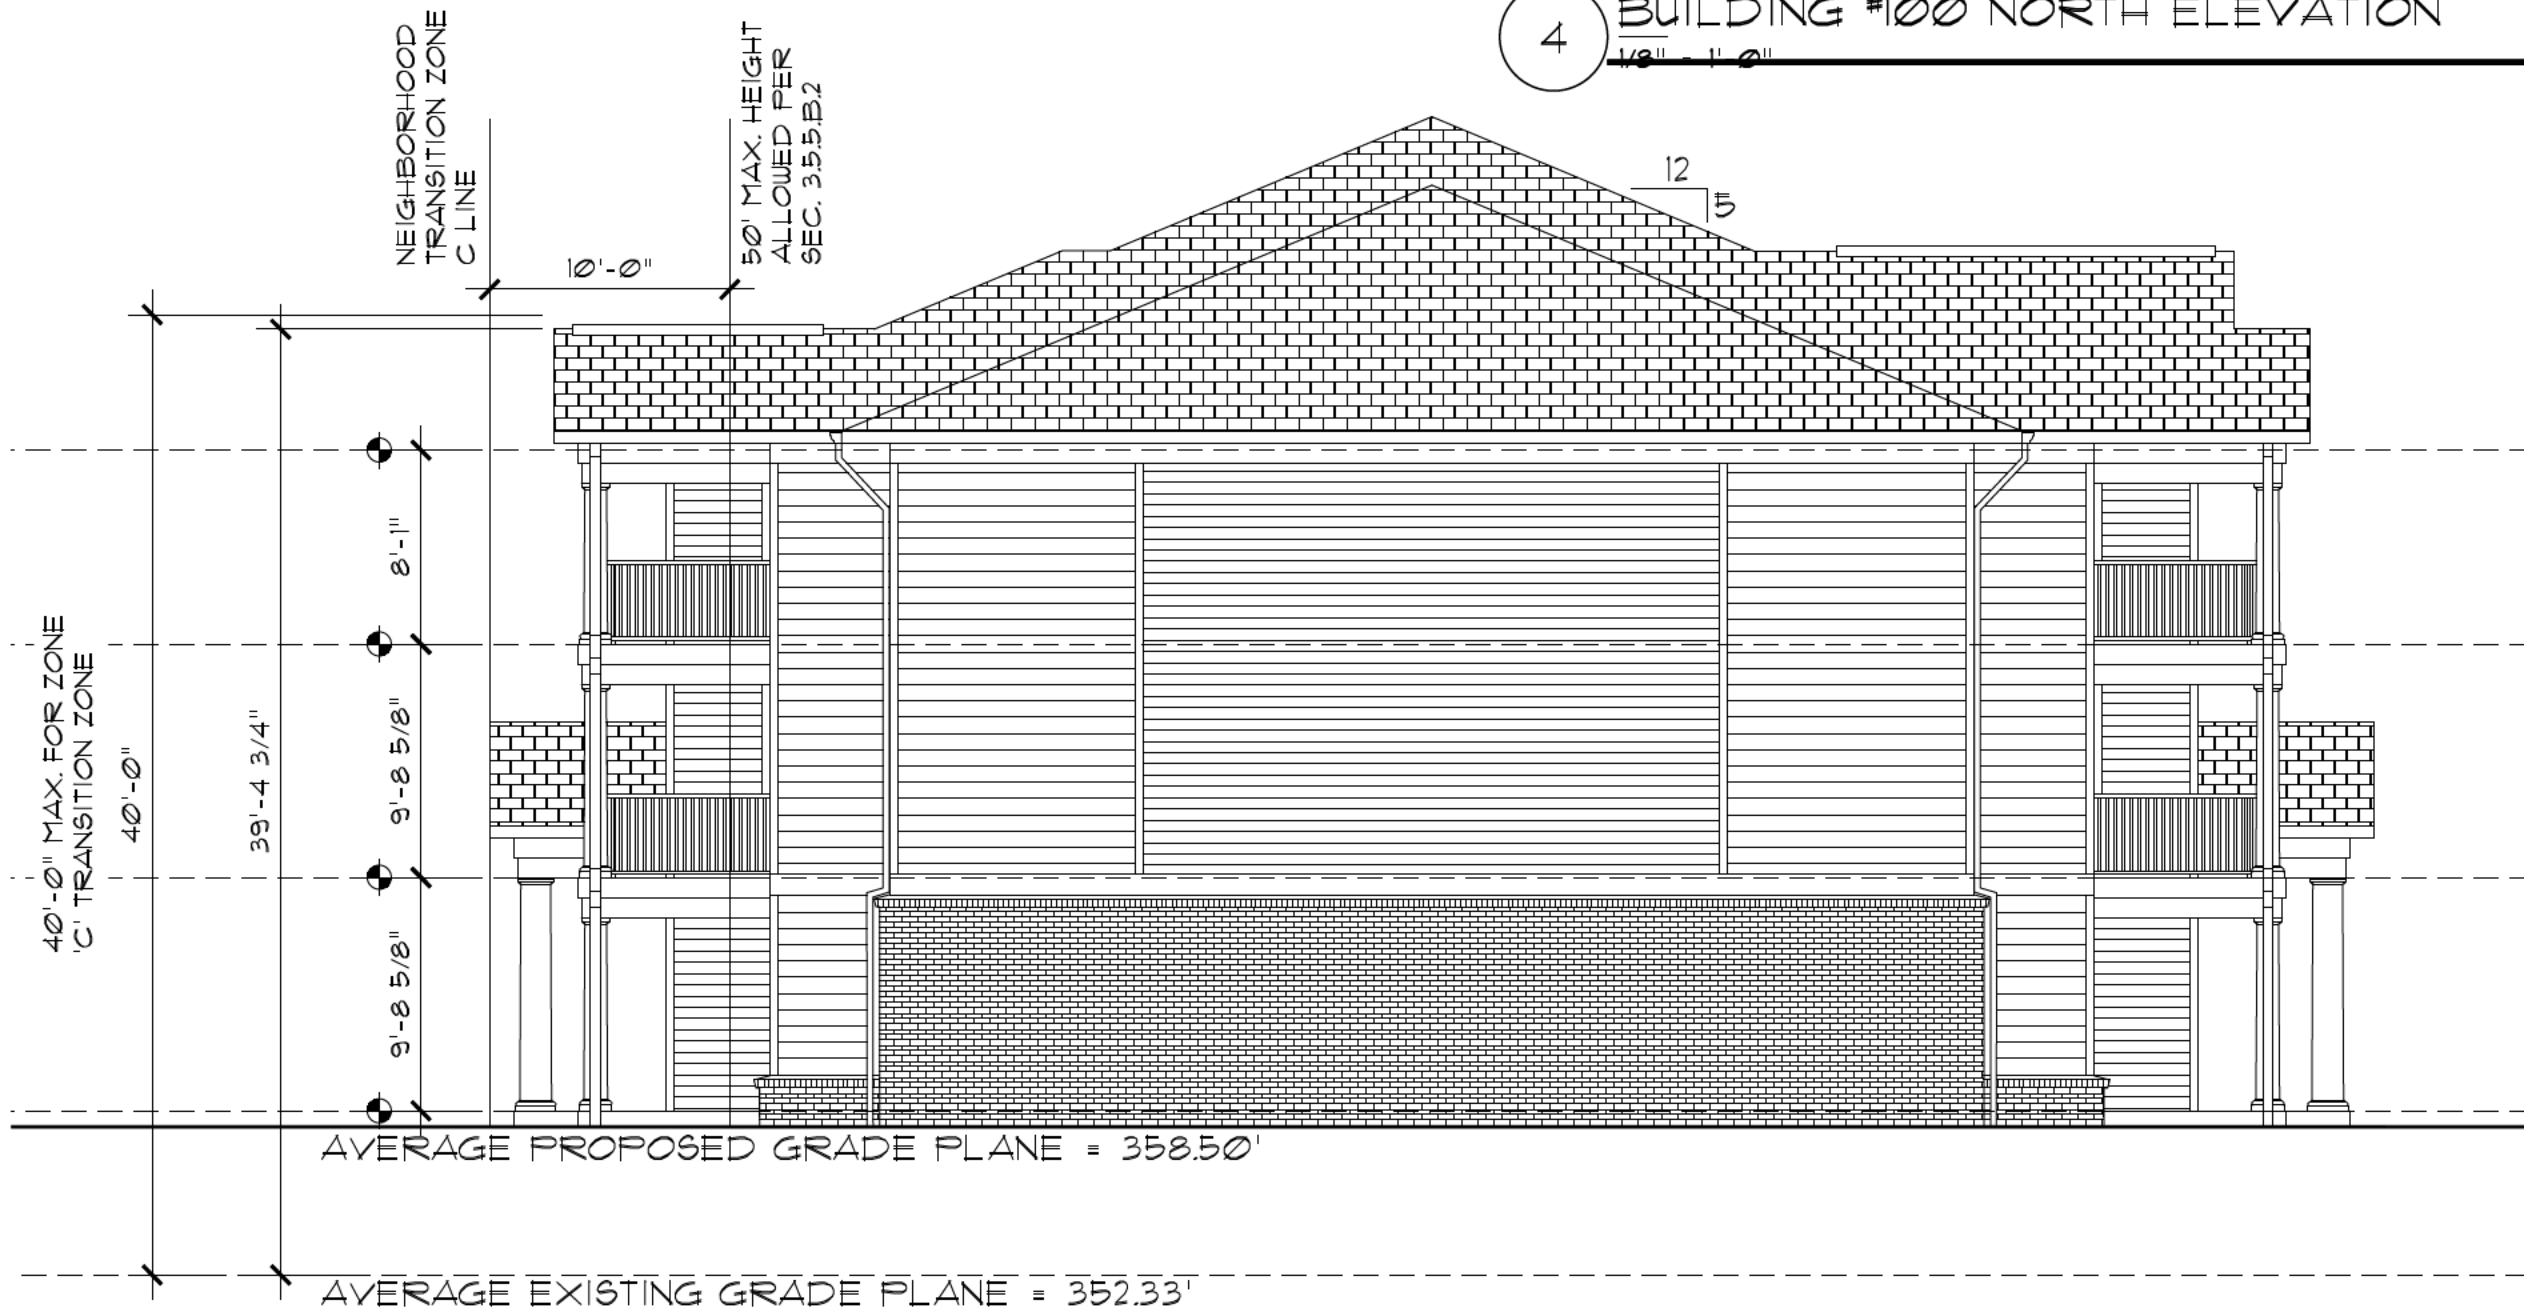 4
BUILDING #100 NORTH ELEVATION
1/8" = 1'-0"
NEIGHBORHOOD
TRANSITION ZONE
C LINE
50' MAX. HEIGHT
ALLOWED PER
SEC. 3.5.5.B.2
10'-0"
12
5
40'-0" MAX. FOR ZONE
'C' TRANSITION ZONE
40'-0"
39'-4 3/4"
8'-1"
9'-8 5/8"
9'-8 5/8"
AVERAGE PROPOSED GRADE PLANE = 358.50'
AVERAGE EXISTING GRADE PLANE = 352.33'